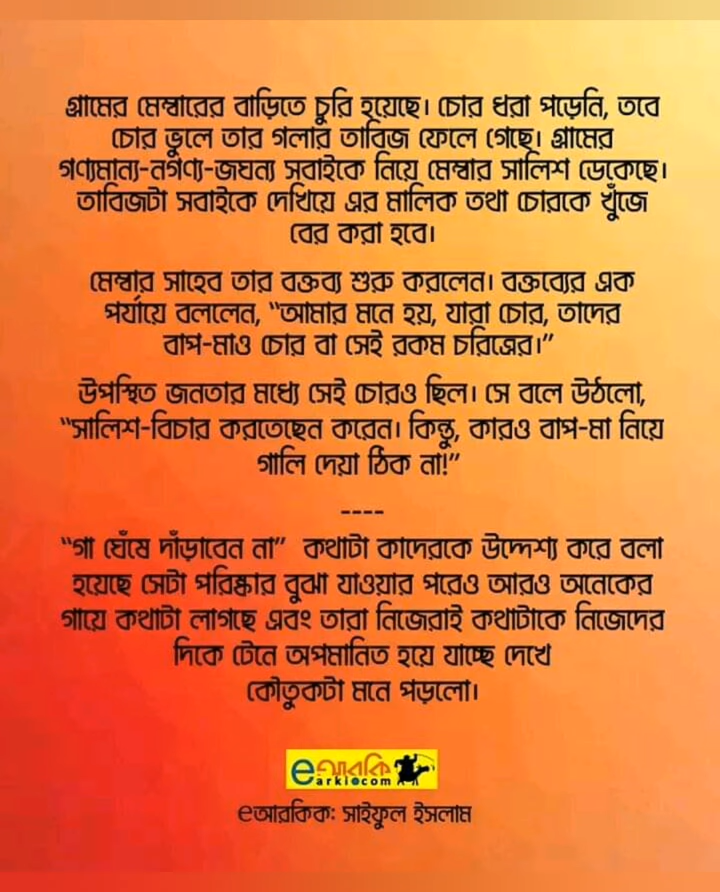 গ্রামের মেম্বারের বাড়িতে চুরি হয়েছে। চোর ধরা পড়েনি, তবে
চোর ভুলে তার গলার তাবিজ ফেলে গেছে। গ্রামের
গণ্যমান্য-নগণ্য-জঘন্য সবাইকে নিয়ে মেম্বার সালিশ ডেকেছে।
তাবিজটা সবাইকে দেখিয়ে এর মালিক তথা চোরকে খুঁজে
বের করা হবে।
মেম্বার সাহেব তার বক্তব্য শুরু করলেন। বক্তব্যের এক
পর্যায়ে বললেন, “আমার মনে হয়, যারা চোর, তাদের
বাপ-মাও চোর বা সেই রকম চরিত্রের।”
উপস্থিত জনতার মধ্যে সেই চোরও ছিল। সে বলে উঠলো,
“সালিশ-বিচার করতেছেন করেন। কিন্তু, কারও বাপ-মা নিয়ে
গালি দেয়া ঠিক না!”
----
“গা ঘেঁষে দাঁড়াবেন না” কথাটা কাদেরকে উদ্দেশ্য করে বলা
হয়েছে সেটা পরিষ্কার বুঝা যাওয়ার পরেও আরও অনেকের
গায়ে কথাটা লাগছে এবং তারা নিজেরাই কথাটাকে নিজেদের
দিকে টেনে অপমানিত হয়ে যাচ্ছে দেখে
কৌতুকটা মনে পড়লো।
eআরকি
earki.com
eআরকিক: সাইফুল ইসলাম